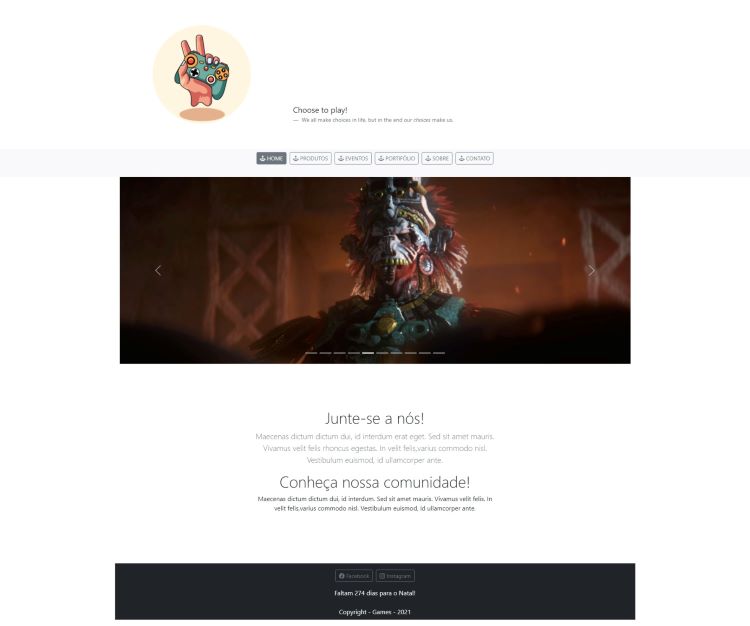 Choose to play!
— We all make choices in life, but in the end our choices make us.
HOME PRODUTOS EVENTOS PORTIFÓLIO SOBRE CONTATO
Junte-se a nós!
Maecenas dictum dictum dui, id interdum erat eget. Sed sit amet mauris.
Vivamus velit felis rhoncus egestas. In velit felis,varius commodo nisl.
Vestibulum euismod, id ullamcorper ante.
Conheça nossa comunidade!
Maecenas dictum dictum dui, id interdum. Sed sit amet mauris. Vivamus velit felis. In
velit felis,varius commodo nisl. Vestibulum euismod, id ullamcorper ante.
Facebook Instagram
Faltam 274 dias para o Natal!
Copyright - Games - 2021